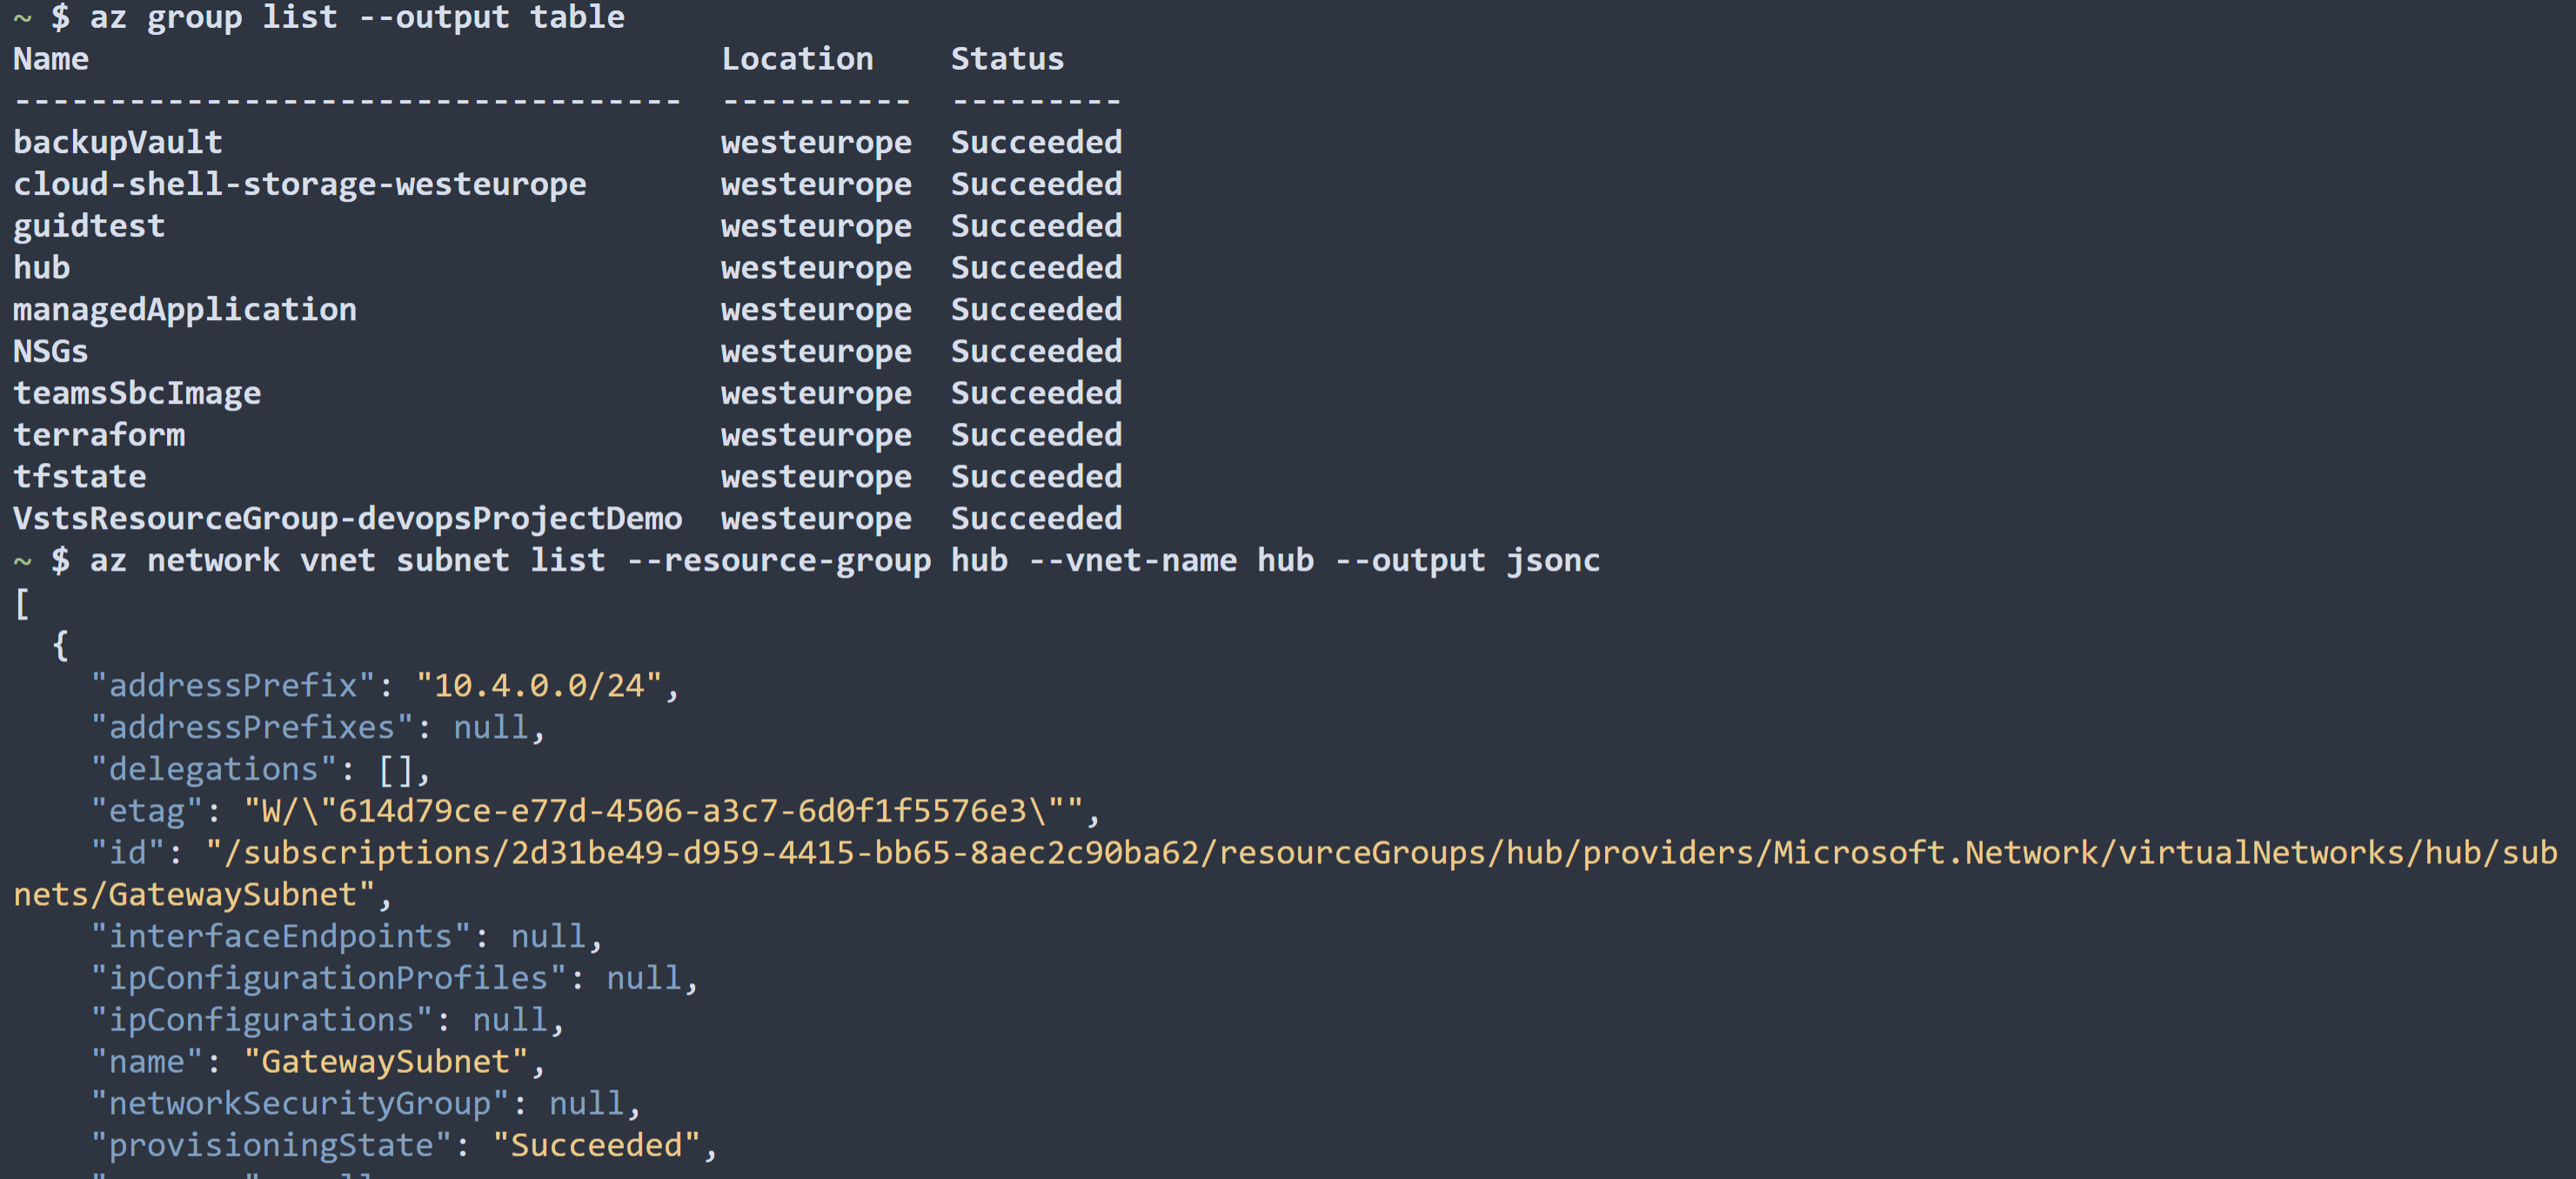 ~ $ az group list --output table
Name                                 Location    Status
-----------------------------------  ----------  ---------
backupVault                          westeurope  Succeeded
cloud-shell-storage-westeurope       westeurope  Succeeded
guidtest                             westeurope  Succeeded
hub                                  westeurope  Succeeded
managedApplication                   westeurope  Succeeded
NSGs                                 westeurope  Succeeded
teamsSbcImage                        westeurope  Succeeded
terraform                            westeurope  Succeeded
tfstate                              westeurope  Succeeded
VstsResourceGroup-devopsProjectDemo  westeurope  Succeeded
~ $ az network vnet subnet list --resource-group hub --vnet-name hub --output jsonc
[
  {
    "addressPrefix": "10.4.0.0/24",
    "addressPrefixes": null,
    "delegations": [],
    "etag": "W/\"614d79ce-e77d-4506-a3c7-6d0f1f5576e3\"",
    "id": "/subscriptions/2d31be49-d959-4415-bb65-8aec2c90ba62/resourceGroups/hub/providers/Microsoft.Network/virtualNetworks/hub/sub
nets/GatewaySubnet",
    "interfaceEndpoints": null,
    "ipConfigurationProfiles": null,
    "ipConfigurations": null,
    "name": "GatewaySubnet",
    "networkSecurityGroup": null,
    "provisioningState": "Succeeded",